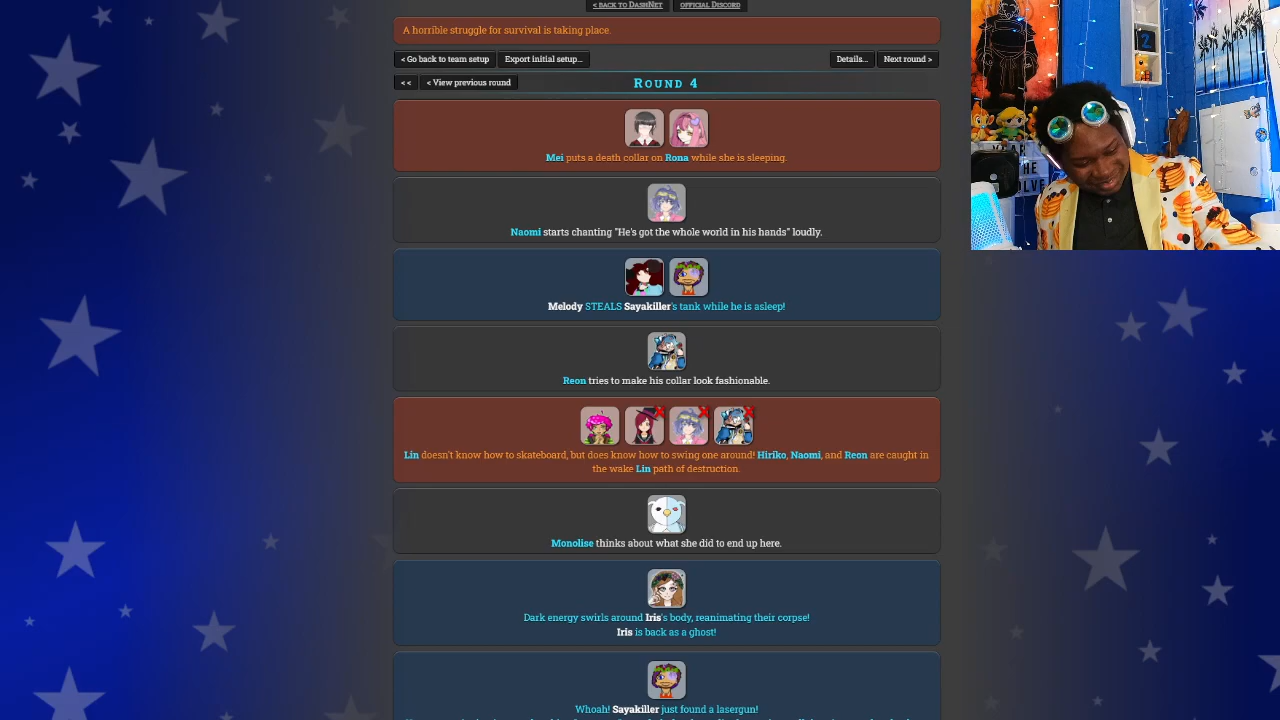 < BACK TO DASHNET OFFICIAL DISCORD
A horrible struggle for survival is taking place.
< Go back to team setup Export initial setup... Details... Next round >
<< < View previous round ROUND 4
Mei puts a death collar on Rona while she is sleeping.
Naomi starts chanting "He's got the whole world in his hands" loudly.
Melody STEALS Sayakiller's tank while he is asleep!
Reon tries to make his collar look fashionable.
Lin doesn't know how to skateboard, but does know how to swing one around! Hiriko, Naomi, and Reon are caught in
the wake Lin path of destruction.
Monolise thinks about what she did to end up here.
Dark energy swirls around Iris's body, reanimating their corpse!
Iris is back as a ghost!
Whoah! Sayakiller just found a lasergun!